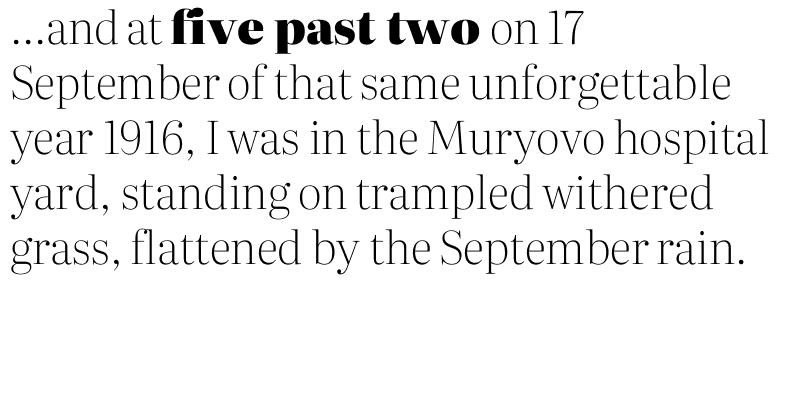 ...and at five past two on 17
September of that same unforgettable
year 1916, I was in the Muryovo hospital
yard, standing on trampled withered
grass, flattened by the September rain.